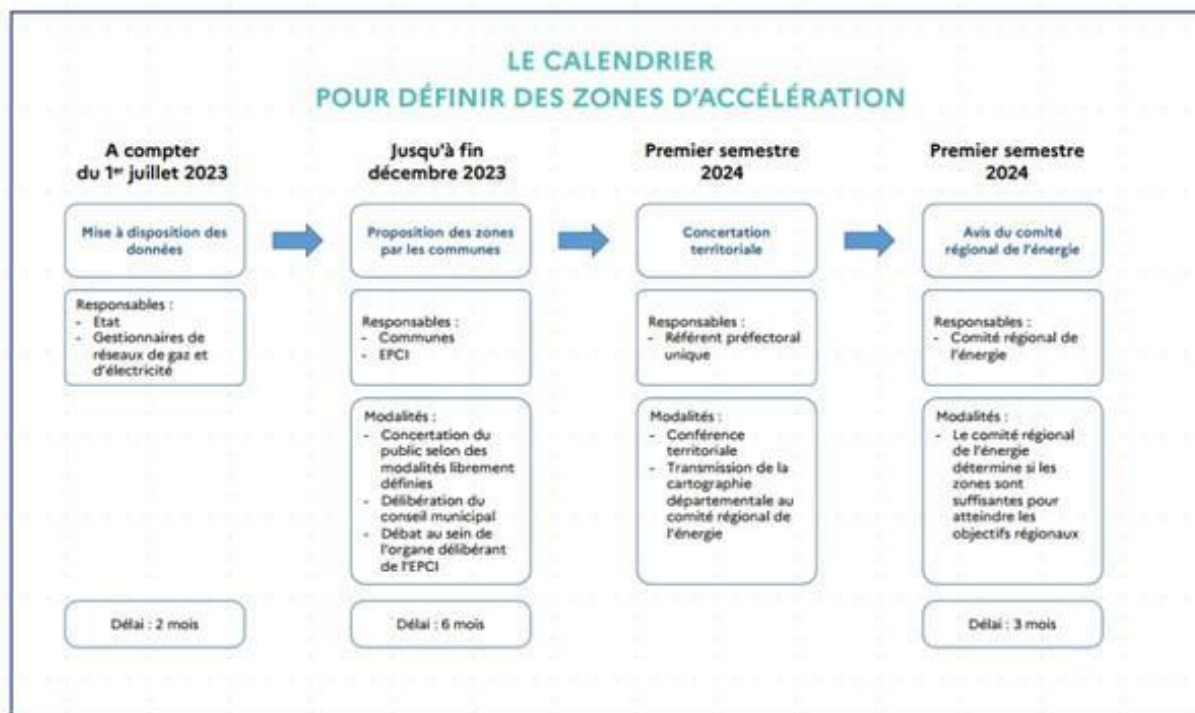 LE CALENDRIER
POUR DÉFINIR DES ZONES D'ACCÉLÉRATION
A compter
du 1er juillet 2023
Mise à disposition des
données
Responsables :
- Etat
- Gestionnaires de
réseaux de gaz et
d'électricité
Délai : 2 mois
Jusqu'à fin
décembre 2023
Proposition des zones
par les communes
Responsables :
- Communes
- EPCI
Modalités :
- Concertation du
public selon des
modalités librement
définies
- Délibération du
conseil municipal
- Débat au sein de
l'organe délibérant
de l'EPCI
Délai : 6 mois
Premier semestre
2024
Concertation
territoriale
Responsables :
- Référent préfectoral
unique
Modalités :
- Conférence
territoriale
- Transmission de la
cartographie
départementale au
comité régional de
l'énergie
Premier semestre
2024
Avis du comité
régional de l'énergie
Responsables :
- Comité régional de
l'énergie
Modalités :
- Le comité régional
de l'énergie
détermine si les
zones sont
suffisantes pour
atteindre les
objectifs régionaux
Délai : 3 mois